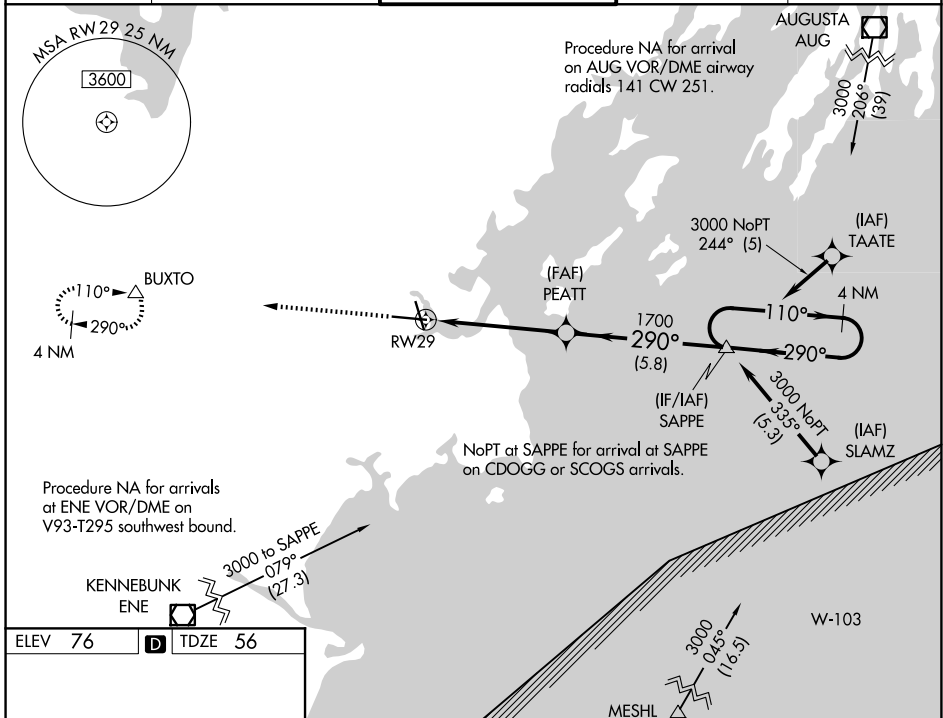 MSA RW29 25 NM
3600
Procedure NA for arrival
on AUG VOR/DME airway
radials 141 CW 251.
AUGUSTA
AUG
3000
206°
(39)
3000 NoPT
244° (5)
(IAF)
TAATE
BUXTO
110°
290°
4 NM
(FAF)
PEATT
RW29
1700
290°
(5.8)
110°
4 NM
290°
(IF/IAF)
SAPPE
3000 NoPT
335°
(5.3)
(IAF)
SLAMZ
NoPT at SAPPE for arrival at SAPPE
on CDOGG or SCOGS arrivals.
Procedure NA for arrivals
at ENE VOR/DME on
V93-T295 southwest bound.
3000 to SAPPE
079°
(27.3)
KENNEBUNK
ENE
W-103
3000
045°
(16.5)
MESHL
ELEV 76
D
TDZE 56